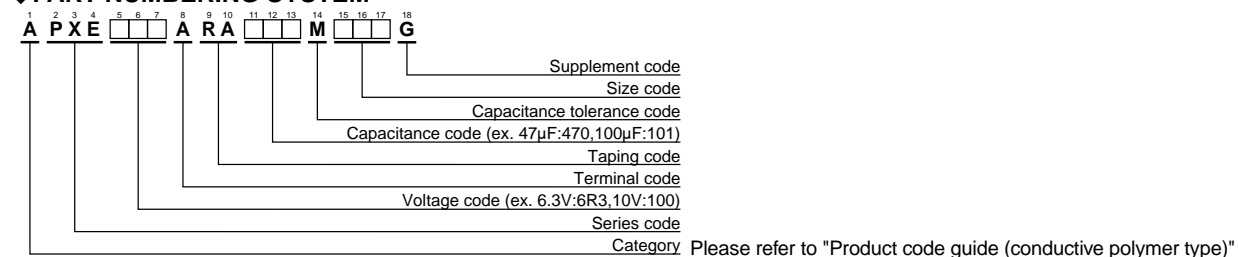 ◆PART NUMBERING SYSTEM
1 2 3 4 5 6 7 8 9 10 11 12 13 14 15 16 17 18
A PXE □□□ A RA □□□ M □□□ G
Supplement code
Size code
Capacitance tolerance code
Capacitance code (ex. 47µF:470,100µF:101)
Taping code
Terminal code
Voltage code (ex. 6.3V:6R3,10V:100)
Series code
Category Please refer to "Product code guide (conductive polymer type)"